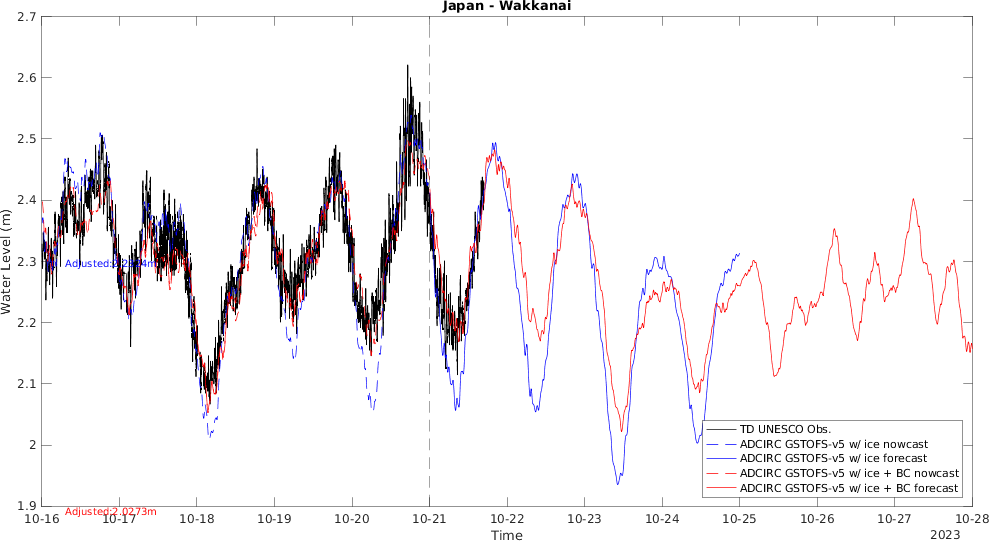 Japan - Wakkanai
2.7
2.6
2.5
2.4
2.3
2.2
2.1
2
1.9
Water Level (m)
Adjusted:2.0273m
TD UNESCO Obs.
ADCIRC GSTOFS-v5 w/ ice nowcast
ADCIRC GSTOFS-v5 w/ ice forecast
ADCIRC GSTOFS-v5 w/ ice + BC nowcast
ADCIRC GSTOFS-v5 w/ ice + BC forecast
10-16 10-17 10-18 10-19 10-20 10-21 10-22 10-23 10-24 10-25 10-26 10-27 10-28
Time
2023